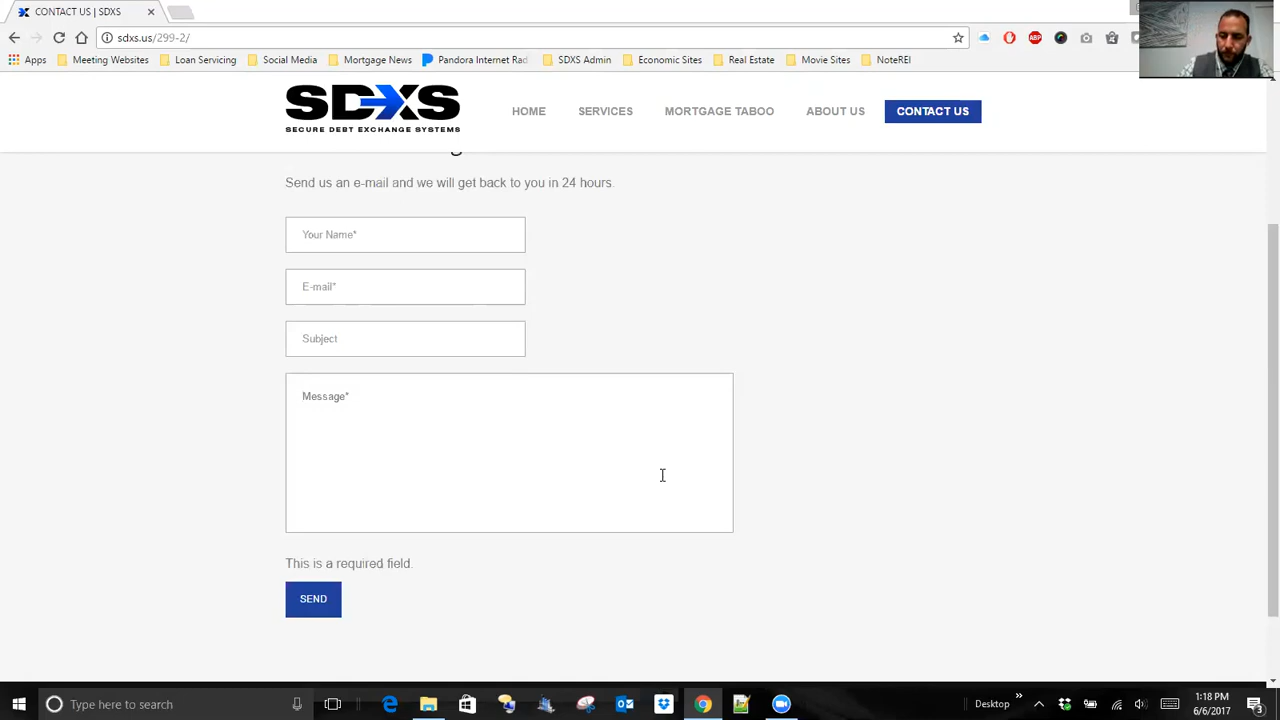 CONTACT US | SDXS
sdxs.us/299-2/
ABP
Apps Meeting Websites Loan Servicing Social Media Mortgage News Pandora Internet Rad SDXS Admin Economic Sites Real Estate Movie Sites NoteREI
SDXS
SECURE DEBT EXCHANGE SYSTEMS
HOME SERVICES MORTGAGE TABOO ABOUT US CONTACT US
Send us an e-mail and we will get back to you in 24 hours.
Your Name*
E-mail*
Subject
Message*
This is a required field.
SEND
Type here to search
Desktop
1:18 PM
6/6/2017
3